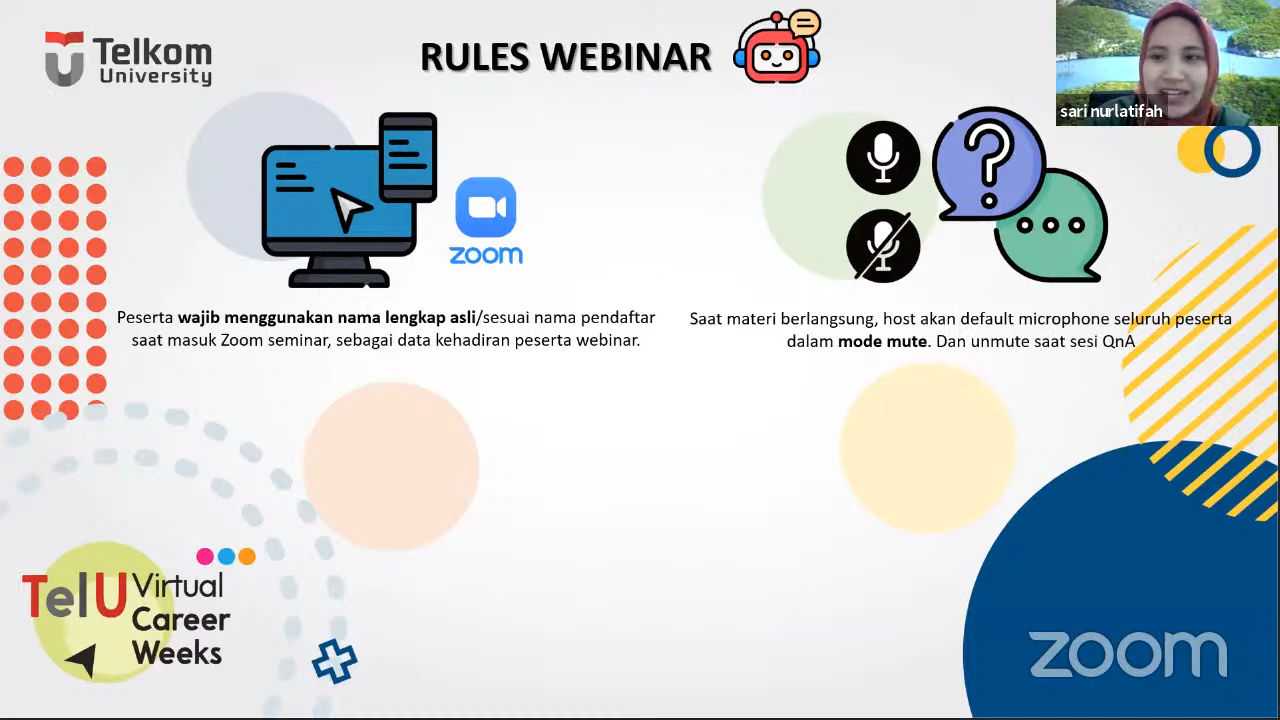 Telkom
University
RULES WEBINAR
sari nurlatifah
zoom
Peserta wajib menggunakan nama lengkap asli/sesuai nama pendaftar
saat masuk Zoom seminar, sebagai data kehadiran peserta webinar.
Saat materi berlangsung, host akan default microphone seluruh peserta
dalam mode mute. Dan unmute saat sesi QnA
TelU Virtual
Career
Weeks
zoom